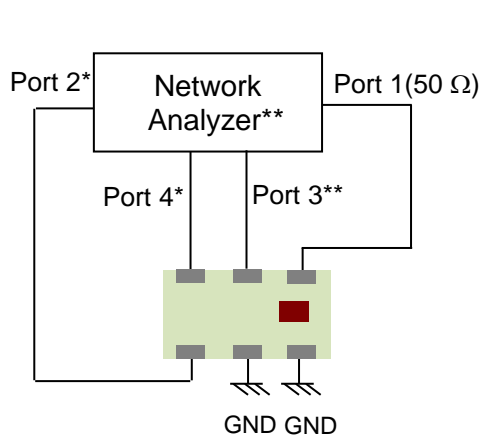 Port 2*
Network
Analyzer**
Port 1(50 Ω)
Port 4*
Port 3**
GND GND